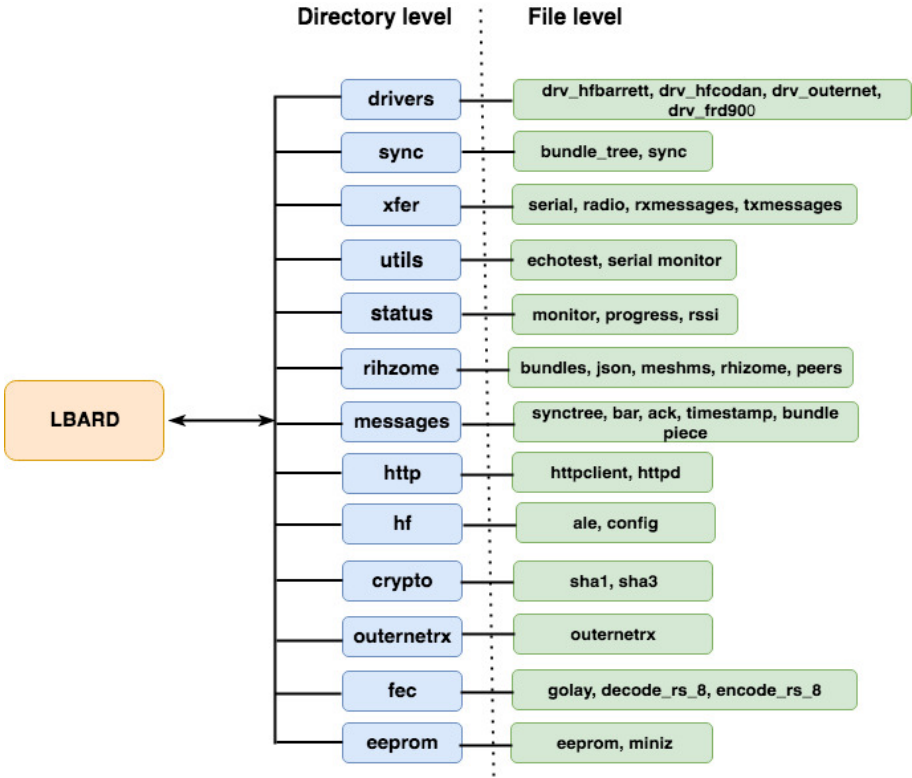 Directory level
File level
drivers
drv_hfbarrett, drv_hfcodan, drv_outernet,
drv_frd900
sync
bundle_tree, sync
xfer
serial, radio, rxmessages, txmessages
utils
echotest, serial monitor
status
monitor, progress, rssi
rihzome
bundles, json, meshms, rhizome, peers
LBARD
messages
synctree, bar, ack, timestamp, bundle
piece
http
httpclient, httpd
hf
ale, config
crypto
sha1, sha3
outernetrx
outernetrx
fec
golay, decode_rs_8, encode_rs_8
eeprom
eeprom, miniz